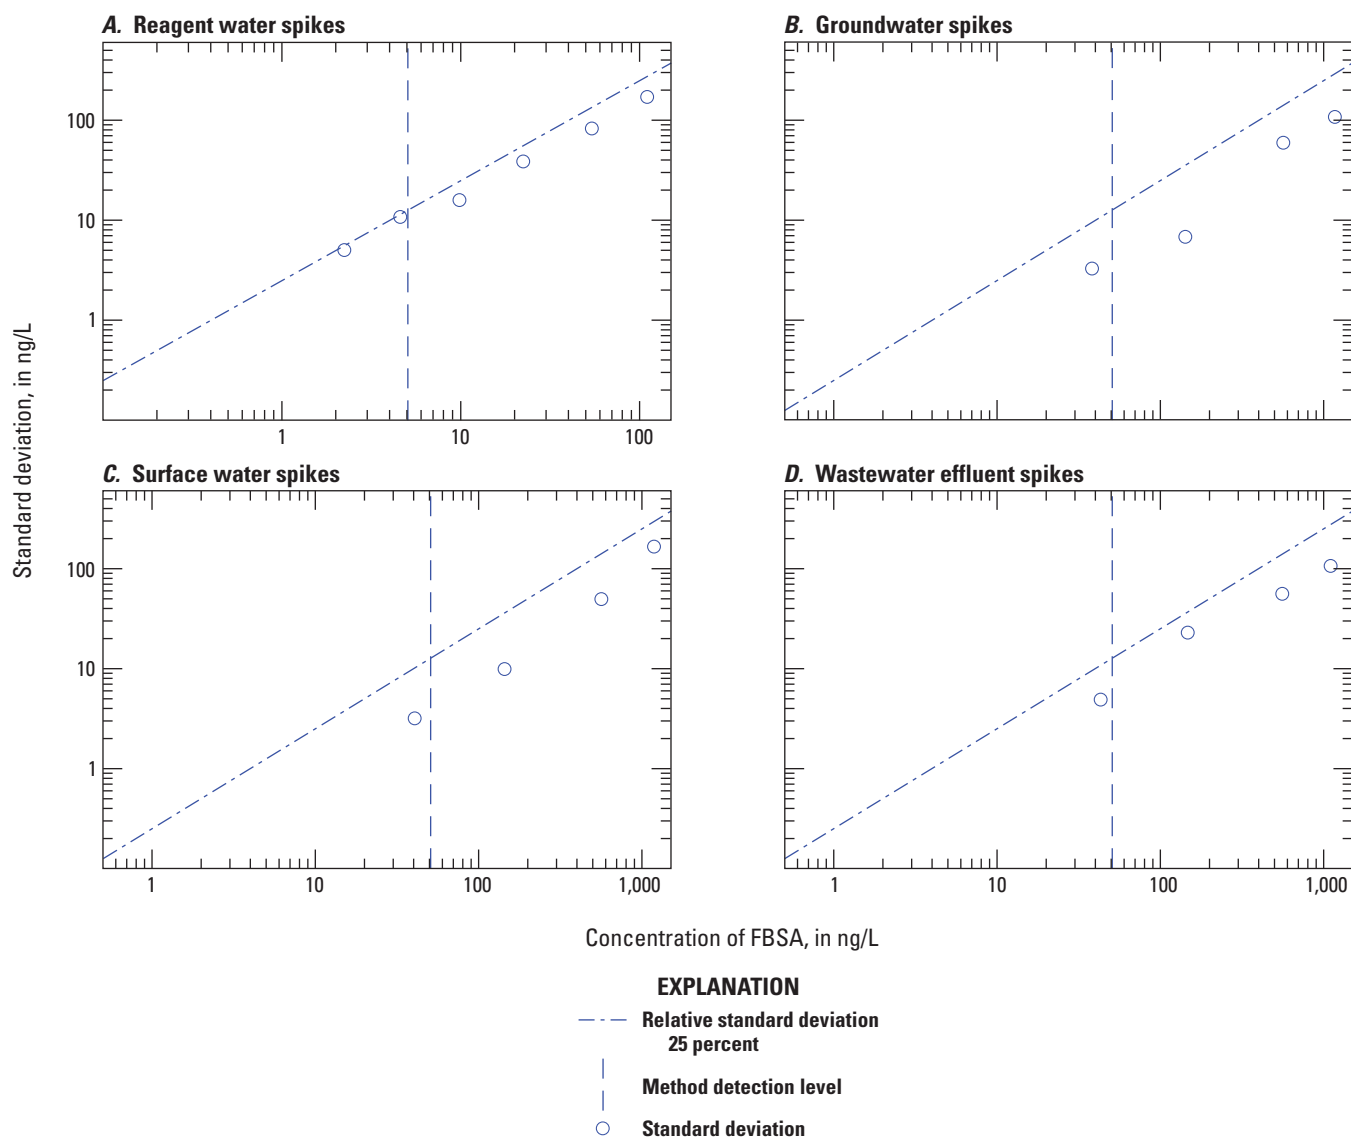 A. Reagent water spikes
B. Groundwater spikes
100
10
1
1 10 100
C. Surface water spikes
D. Wastewater effluent spikes
Standard deviation, in ng/L
100
10
1
1 10 100 1,000
1 10 100 1,000
Concentration of FBSA, in ng/L
EXPLANATION
Relative standard deviation
25 percent
Method detection level
Standard deviation